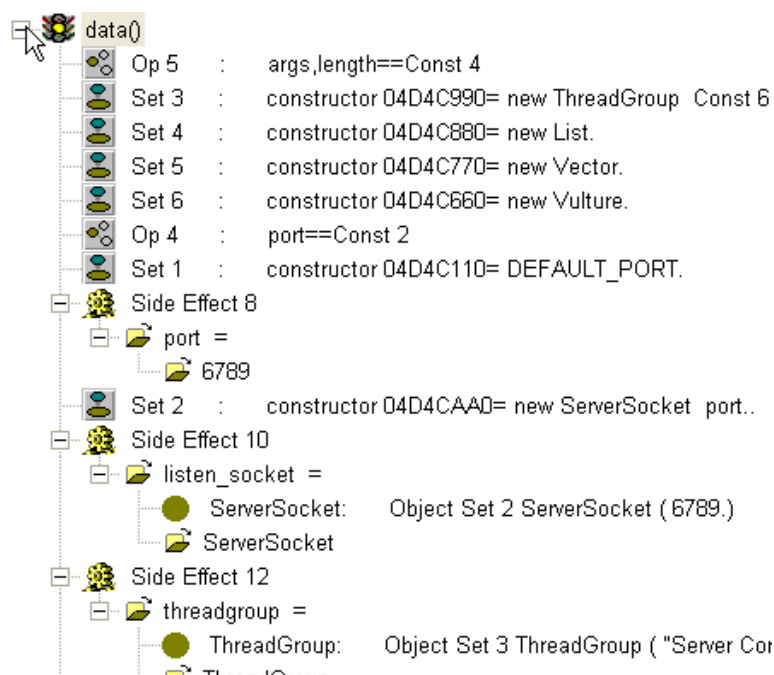 data()
Op 5 : args,length==Const 4
Set 3 : constructor 04D4C990= new ThreadGroup Const 6
Set 4 : constructor 04D4C880= new List.
Set 5 : constructor 04D4C770= new Vector.
Set 6 : constructor 04D4C660= new Vulture.
Op 4 : port==Const 2
Set 1 : constructor 04D4C110= DEFAULT_PORT.
Side Effect 8
port =
6789
Set 2 : constructor 04D4CAA0= new ServerSocket port..
Side Effect 10
listen_socket =
ServerSocket: Object Set 2 ServerSocket ( 6789.)
ServerSocket
Side Effect 12
threadgroup =
ThreadGroup: Object Set 3 ThreadGroup ( "Server